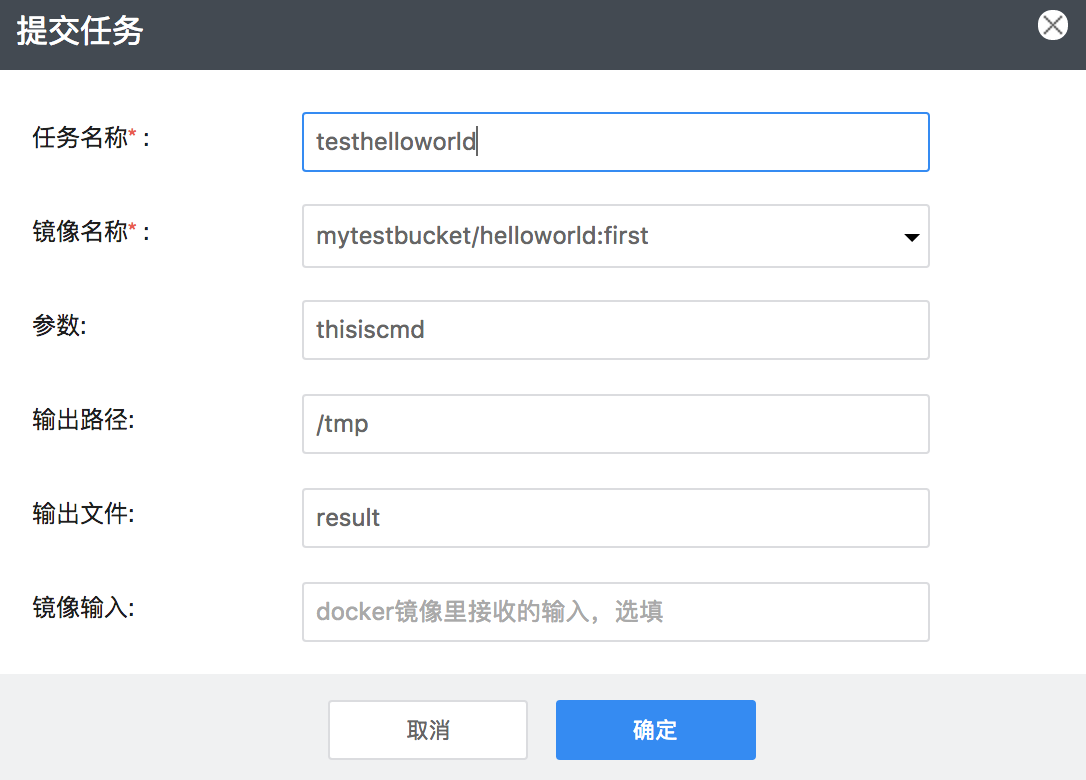 提交任务
任务名称* : testhelloworld
镜像名称* : mytestbucket/helloworld:first
参数: thisiscmd
输出路径: /tmp
输出文件: result
镜像输入: docker镜像里接收的输入，选填
取消 确定